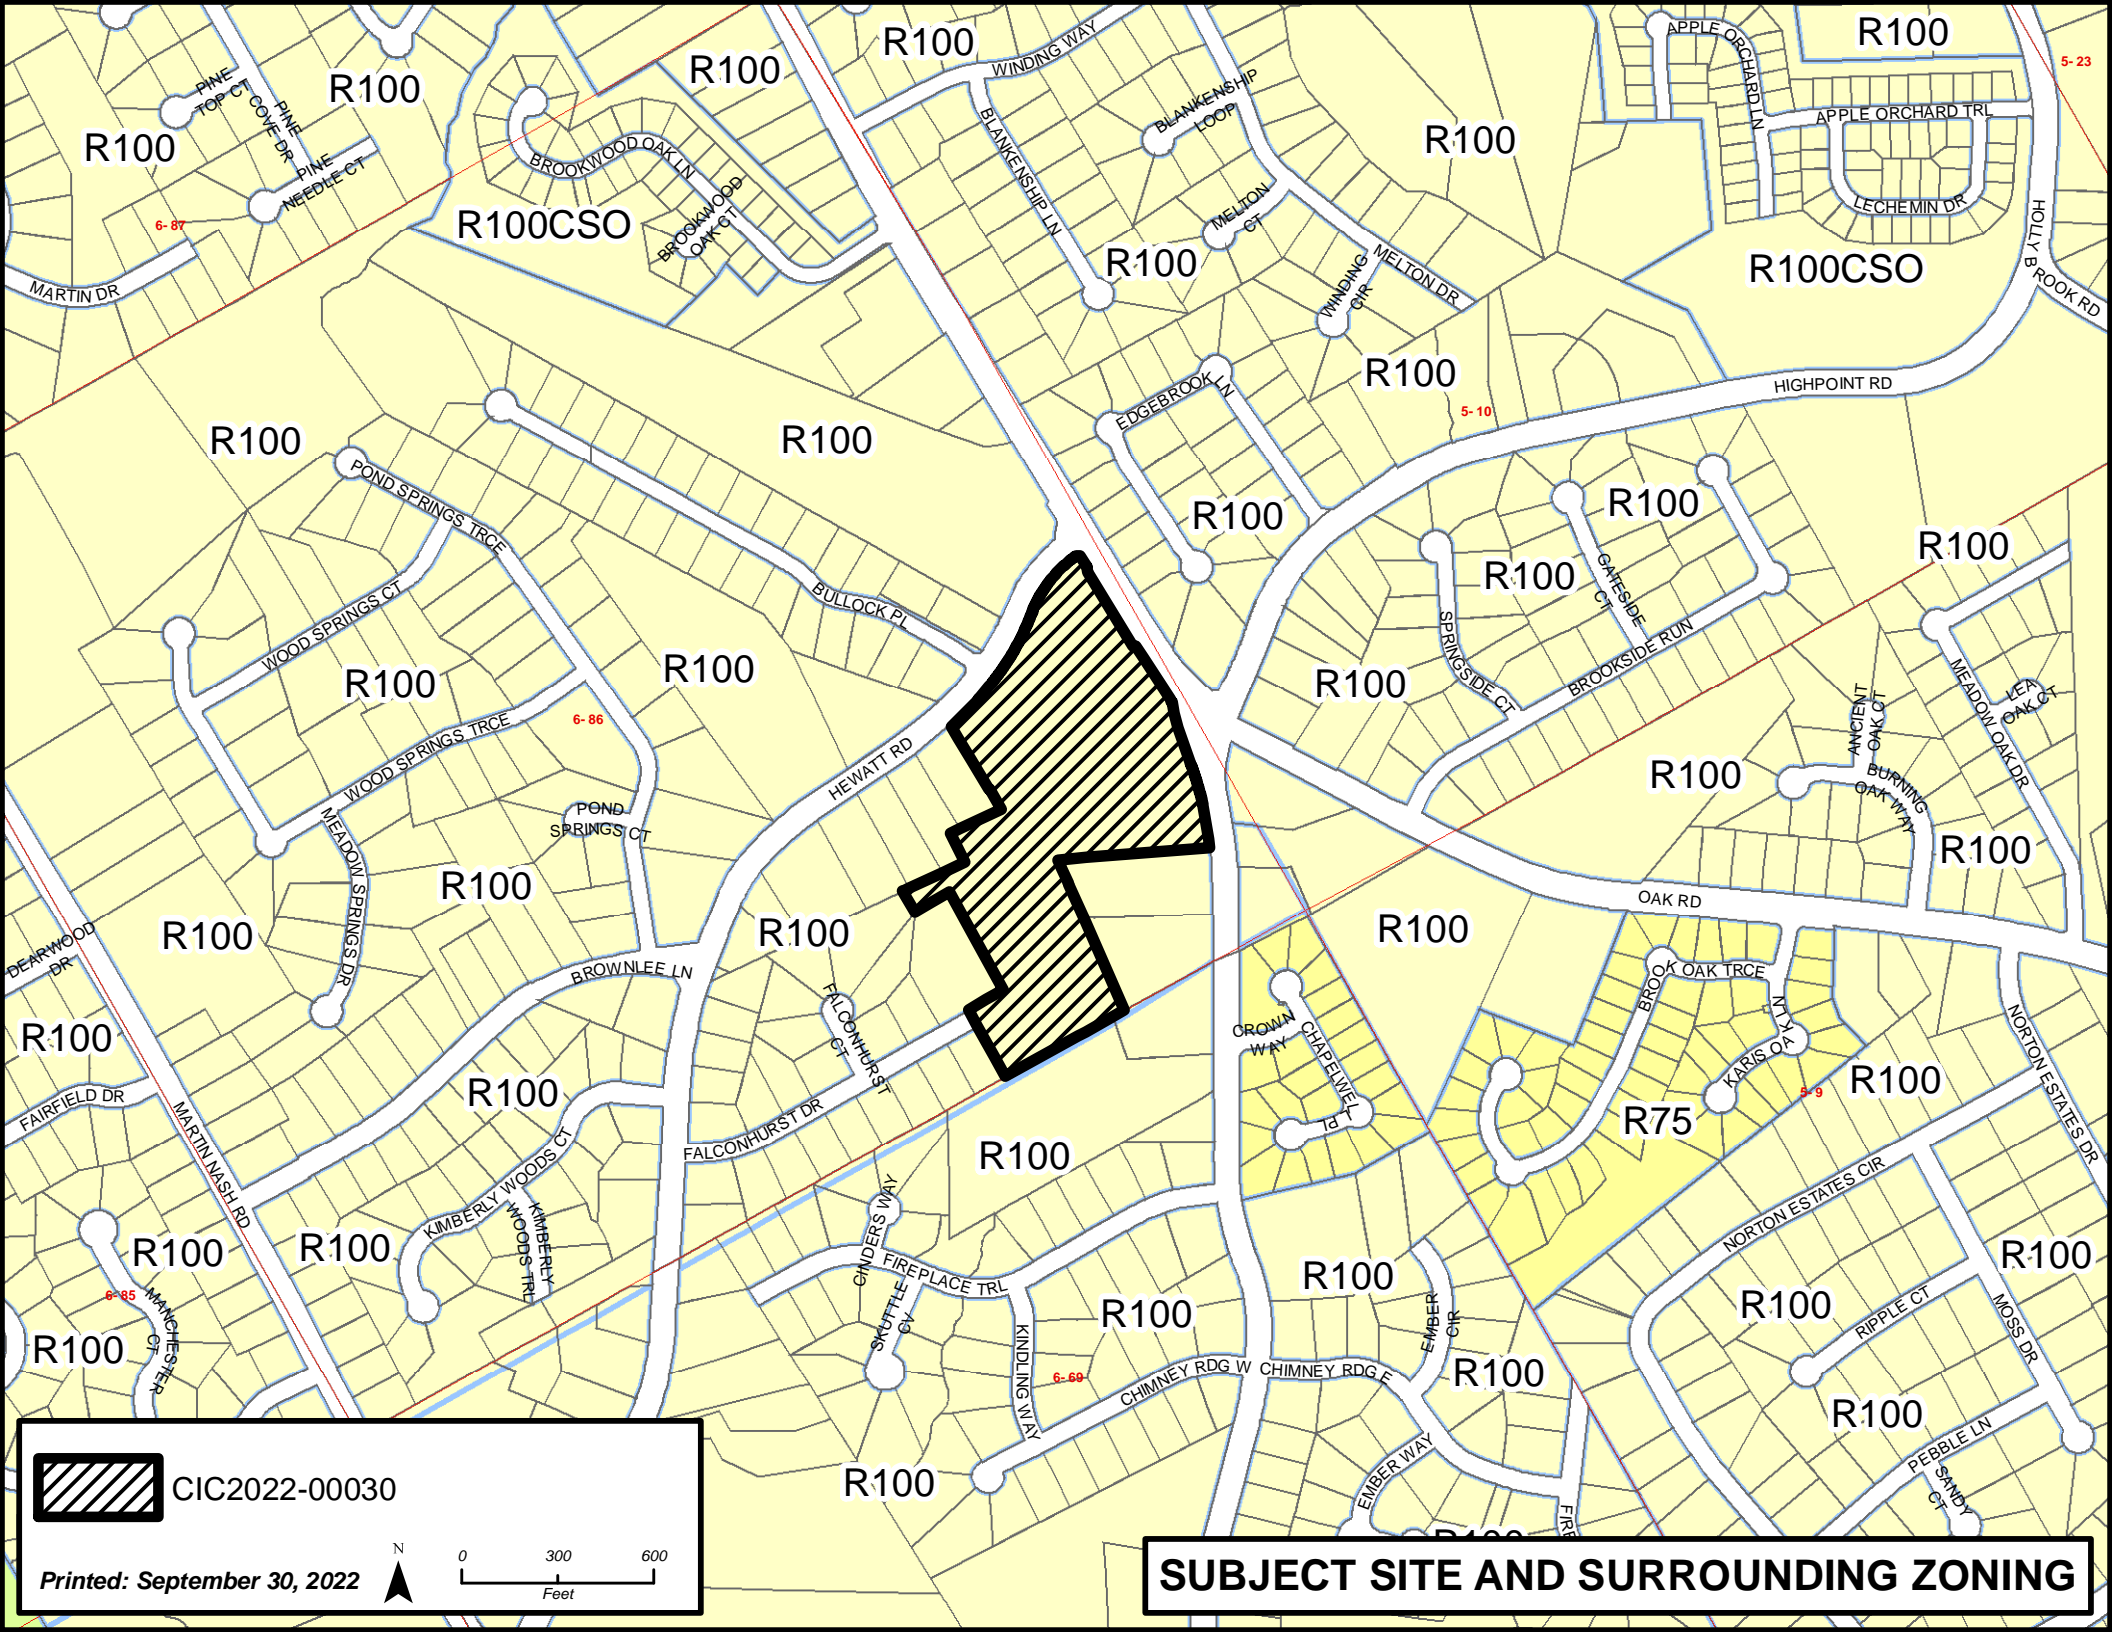 R100
R100
R100
R100
5- 23
WINDING WAY
APPLE ORCHARD LN
PINE
TOP CT
PINE
COVE DR
R100
BLANKENSHIP
LOOP
APPLE ORCHARD TRL
R100
R100
PINE
NEEDLE CT
BROOKWOOD OAK LN
BLANKENSHIP LN
BROOKWOOD
OAK CT
MELTON
CT
LECHEMIN DR
HOLLY BROOK RD
6- 87
R100CSO
MARTIN DR
R100
WINDING
CIR
MELTON DR
R100CSO
EDGEBROOK LN
R100
HIGHPOINT RD
5- 10
R100
R100
POND SPRINGS TRCE
R100
R100
R100
GATESIDE
CT
R100
BULLOCK PL
WOOD SPRINGS CT
R100
R100
SPRINGSIDE CT
BROOKSIDE RUN
R100
MEADOW OAK DR
LEA
OAK CT
ANCIENT
OAK CT
6- 86
WOOD SPRINGS TRCE
HEWATT RD
R100
BURNING
OAK WAY
MEADOW SPRINGS DR
POND
SPRINGS CT
R100
R100
OAK RD
R100
R100
R100
DEARWOOD
DR
BROWNLEE LN
BROOK OAK TRCE
FALCONHURST
CT
CROWN
WAY
CHAPELWEL PL
KARIS OAK LN
NORTON ESTATES DR
R100
R100
R100
5- 9
FAIRFIELD DR
MARTIN NASH RD
FALCONHURST DR
R75
R100
KIMBERLY WOODS CT
KIMBERLY
WOODS TRL
CINDERS WAY
NORTON ESTATES CIR
R100
R100
FIREPLACE TRL
R100
R100
6- 85
MANCHESTER
CT
SKUTTLE
CV
KINDLING WAY
R100
EMBER
CIR
R100
RIPPLE CT
MOSS DR
R100
6- 69
CHIMNEY RDG W
CHIMNEY RDG E
R100
R100
PEBBLE LN
SANDY
CT
R100
EMBER WAY
R100
FIRE
CIC2022-00030
N
0 300 600
Feet
Printed: September 30, 2022
SUBJECT SITE AND SURROUNDING ZONING